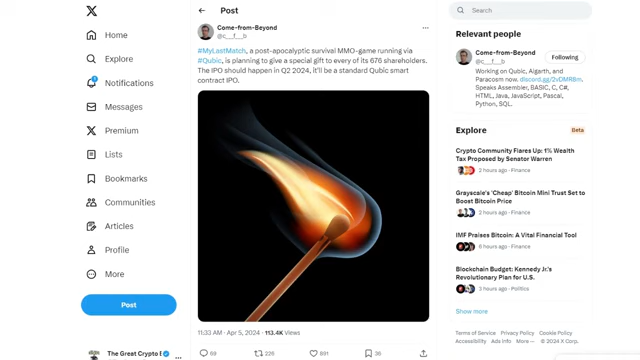 Post
Come-from-Beyond
@c___f___b
#MyLastMatch, a post-apocalyptic survival MMO-game running via
#Qubic, is planning to give a special gift to every of its 676 shareholders.
The IPO should happen in Q2 2024, it'll be a standard Qubic smart
contract IPO.
11:33 AM · Apr 5, 2024 · 113.4K Views
69
226
891
36
Home
Explore
Notifications
Messages
Premium
Lists
Bookmarks
Communities
Articles
Profile
More
Post
The Great Crypto E
Search
Relevant people
Come-from-Beyond
@c___f___b
Following
Working on Qubic, Aigarth, and
Paracosm now. discord.gg/2vDMR8m.
Speaks Assembler, BASIC, C, C#,
HTML, Java, JavaScript, Pascal,
Python, SQL.
Explore
Beta
Crypto Community Flares Up: 1% Wealth
Tax Proposed by Senator Warren
2 hours ago · Finance
Grayscale's 'Cheap' Bitcoin Mini Trust Set to
Boost Bitcoin Price
2 hours ago · Finance
IMF Praises Bitcoin: A Vital Financial Tool
6 hours ago · Finance
Blockchain Budget: Kennedy Jr.'s
Revolutionary Plan for U.S.
3 hours ago · Politics
Show more
Terms of Service Privacy Policy Cookie Policy
Accessibility Ads info More ··· © 2024 X Corp.